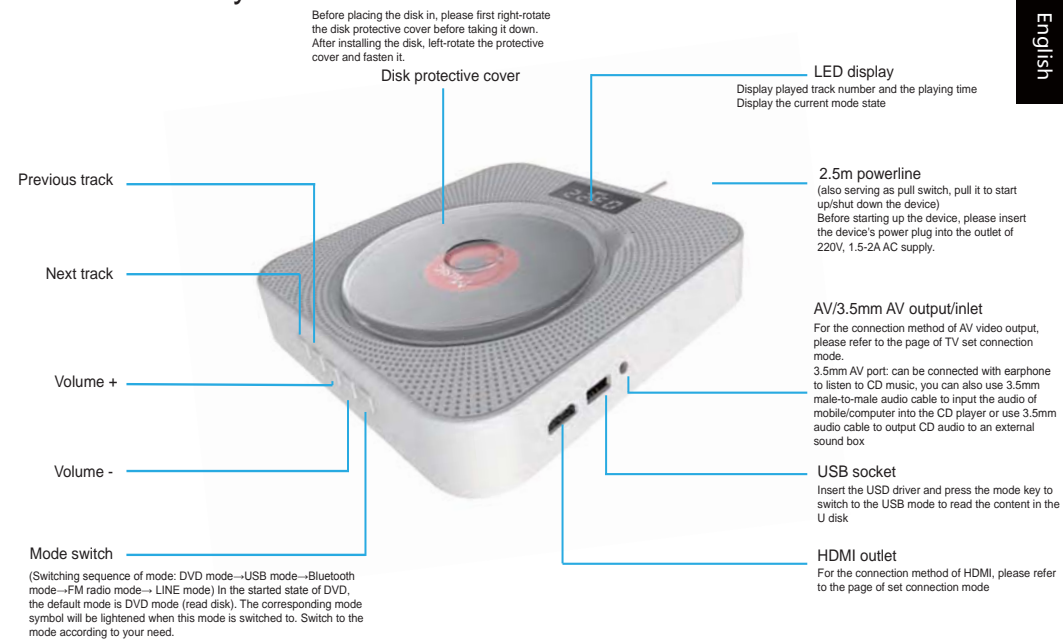 Before placing the disk in, please first right-rotate
the disk protective cover before taking it down.
After installing the disk, left-rotate the protective
cover and fasten it.
Disk protective cover
English
LED display
Display played track number and the playing time
Display the current mode state
Previous track
Next track
Volume +
Volume -
Mode switch
(Switching sequence of mode: DVD mode→USB mode→Bluetooth
mode→FM radio mode→ LINE mode) In the started state of DVD,
the default mode is DVD mode (read disk). The corresponding mode
symbol will be lightened when this mode is switched to. Switch to the
mode according to your need.
2.5m powerline
(also serving as pull switch, pull it to start
up/shut down the device)
Before starting up the device, please insert
the device's power plug into the outlet of
220V, 1.5-2A AC supply.
AV/3.5mm AV output/inlet
For the connection method of AV video output,
please refer to the page of TV set connection
mode.
3.5mm AV port: can be connected with earphone
to listen to CD music, you can also use 3.5mm
male-to-male audio cable to input the audio of
mobile/computer into the CD player or use 3.5mm
audio cable to output CD audio to an external
sound box
USB socket
Insert the USD driver and press the mode key to
switch to the USB mode to read the content in the
U disk
HDMI outlet
For the connection method of HDMI, please refer
to the page of set connection mode